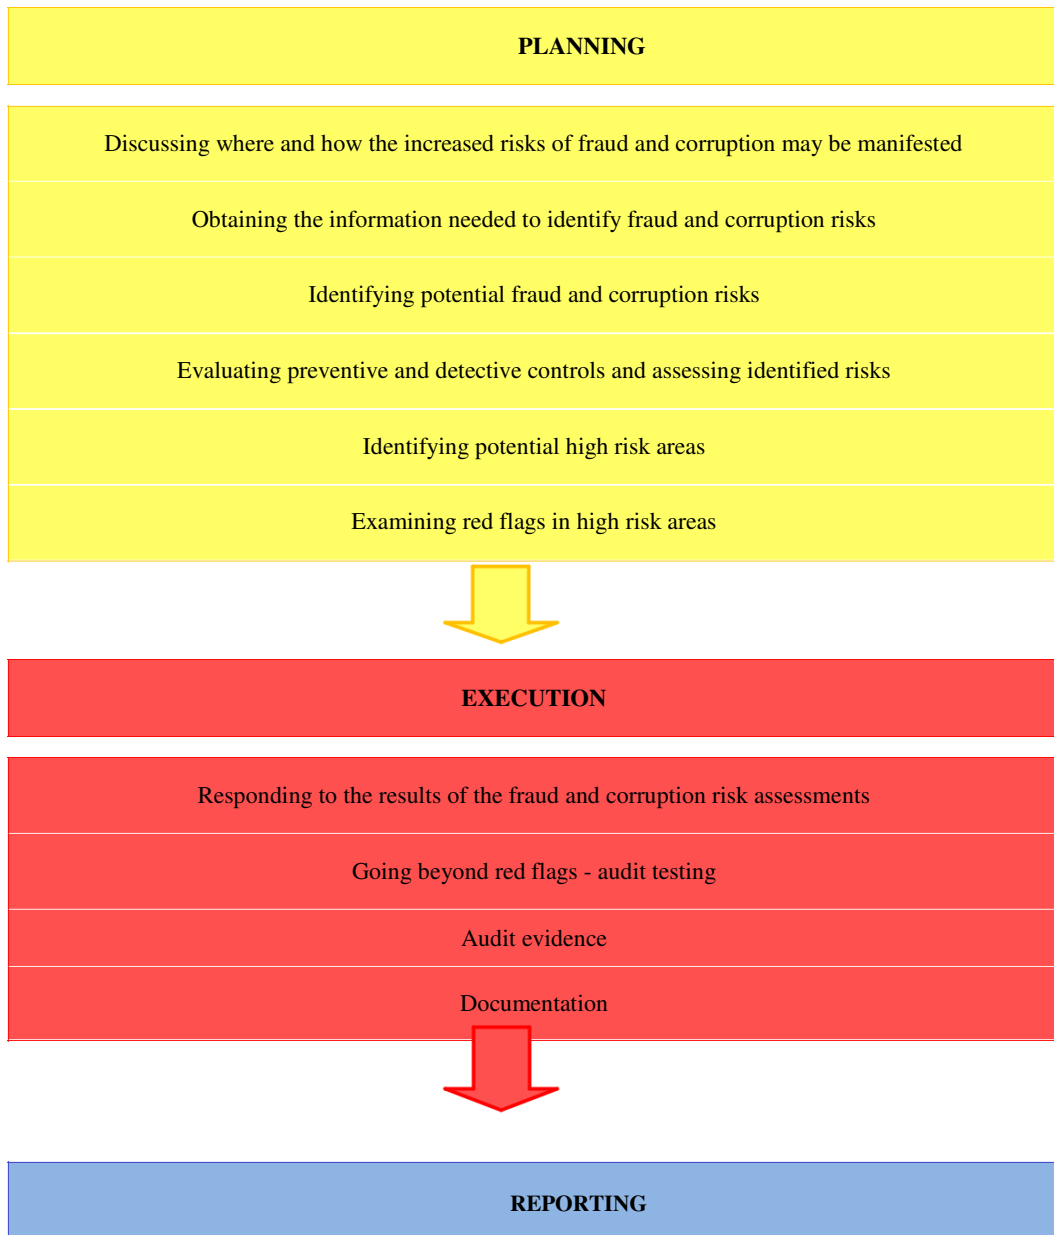 PLANNING
Discussing where and how the increased risks of fraud and corruption may be manifested
Obtaining the information needed to identify fraud and corruption risks
Identifying potential fraud and corruption risks
Evaluating preventive and detective controls and assessing identified risks
Identifying potential high risk areas
Examining red flags in high risk areas
EXECUTION
Responding to the results of the fraud and corruption risk assessments
Going beyond red flags - audit testing
Audit evidence
Documentation
REPORTING